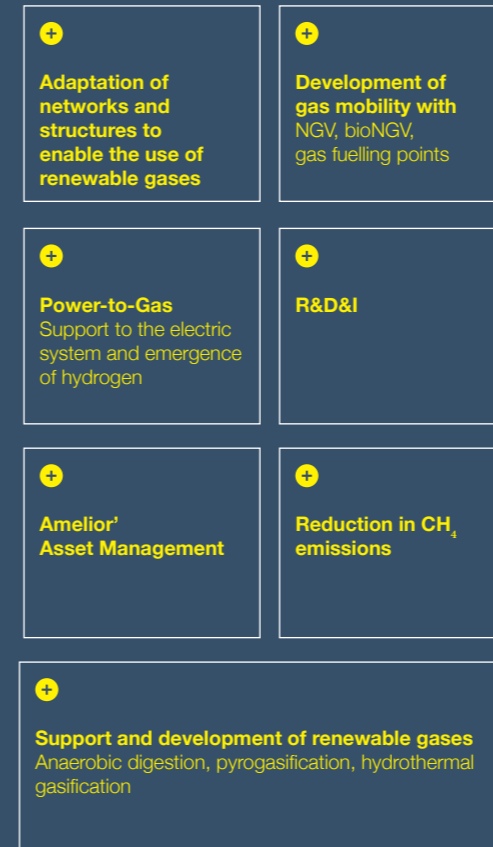 Adaptation of
networks and
structures to
enable the use of
renewable gases
Development of
gas mobility with
NGV, bioNGV,
gas fuelling points
Power-to-Gas
Support to the electric
system and emergence
of hydrogen
R&D&I
Amelior’
Asset Management
Reduction in CH₄
emissions
Support and development of renewable gases
Anaerobic digestion, pyrogasification, hydrothermal
gasification